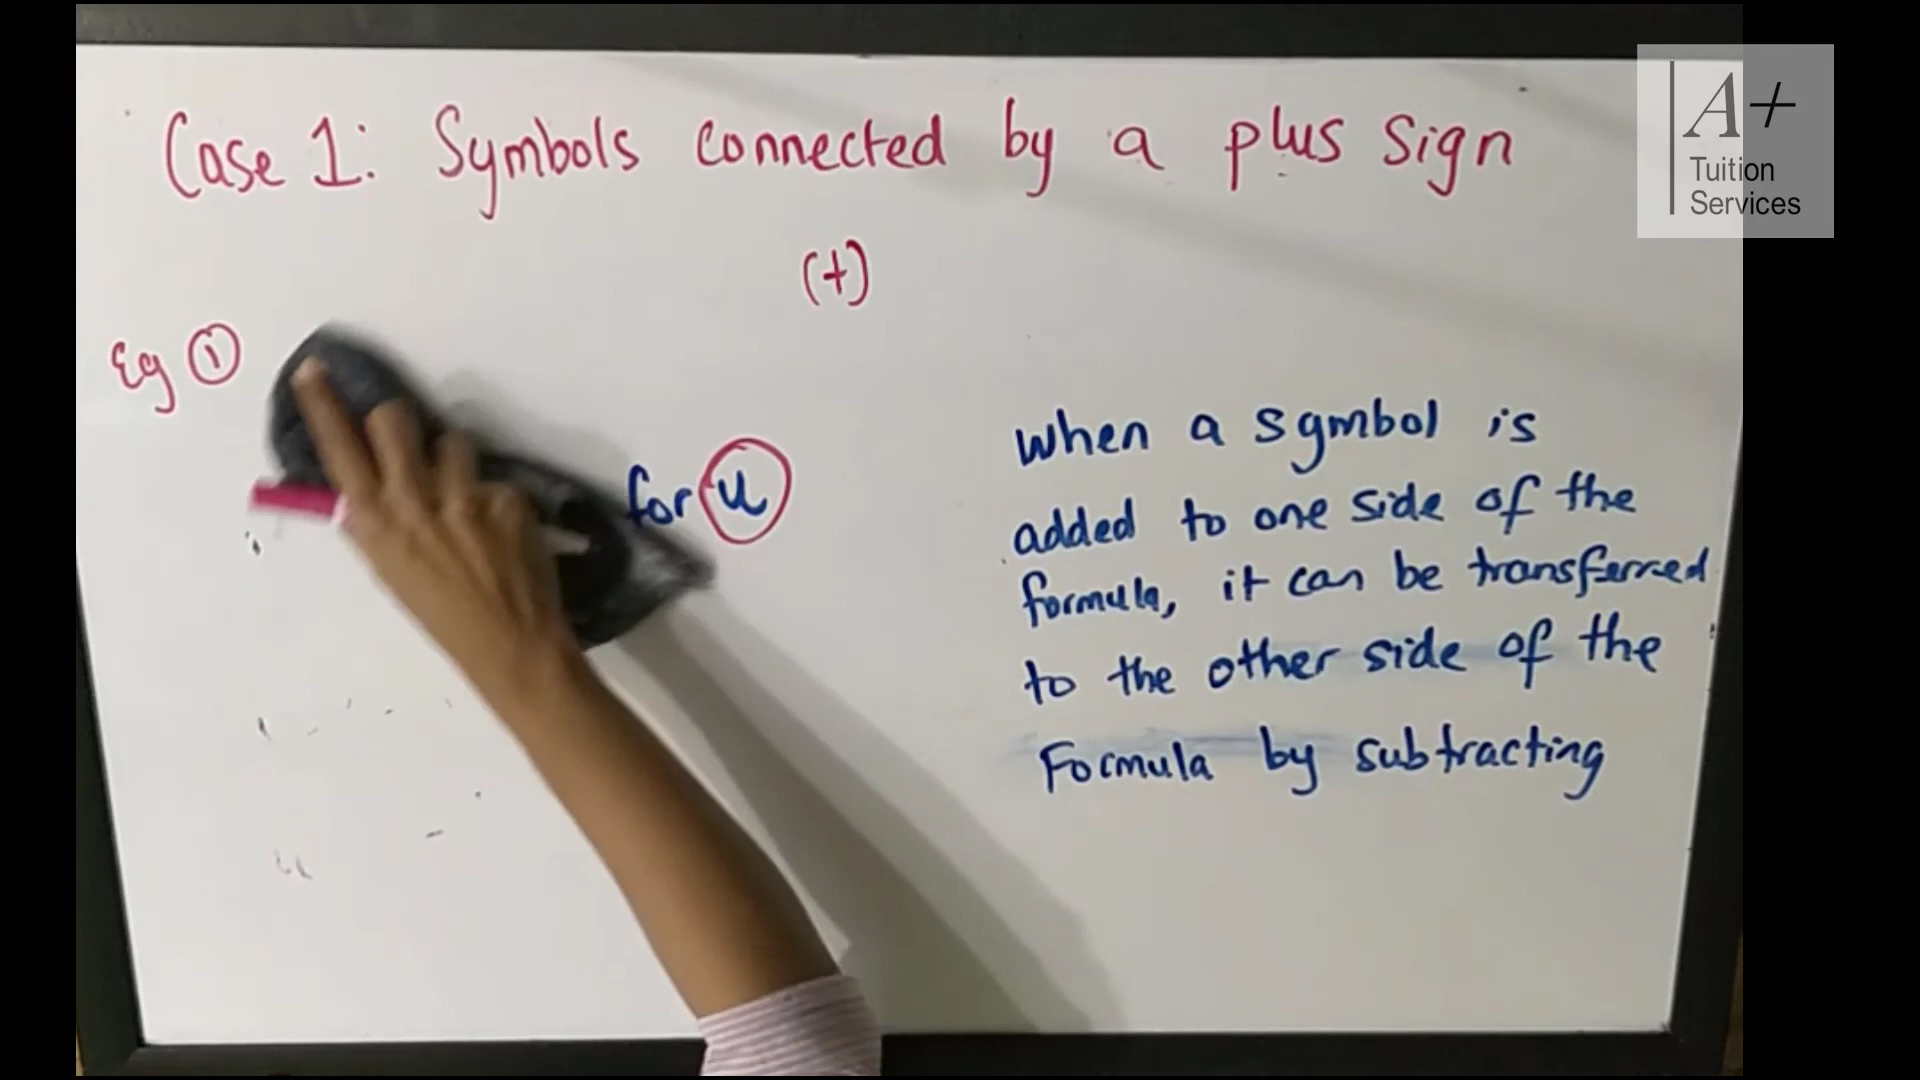 Case 1: Symbols connected by a plus sign
(+)
Eg ①
for u
When a symbol is
added to one side of the
formula, it can be transferred
to the other side of the
Formula by subtracting
A+
Tuition
Services